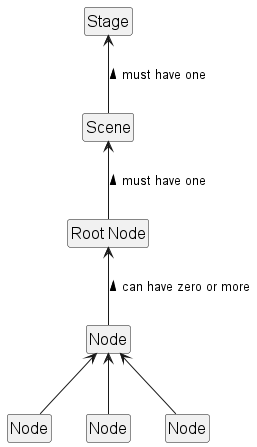 Stage
must have one
Scene
must have one
Root Node
can have zero or more
Node
Node Node Node